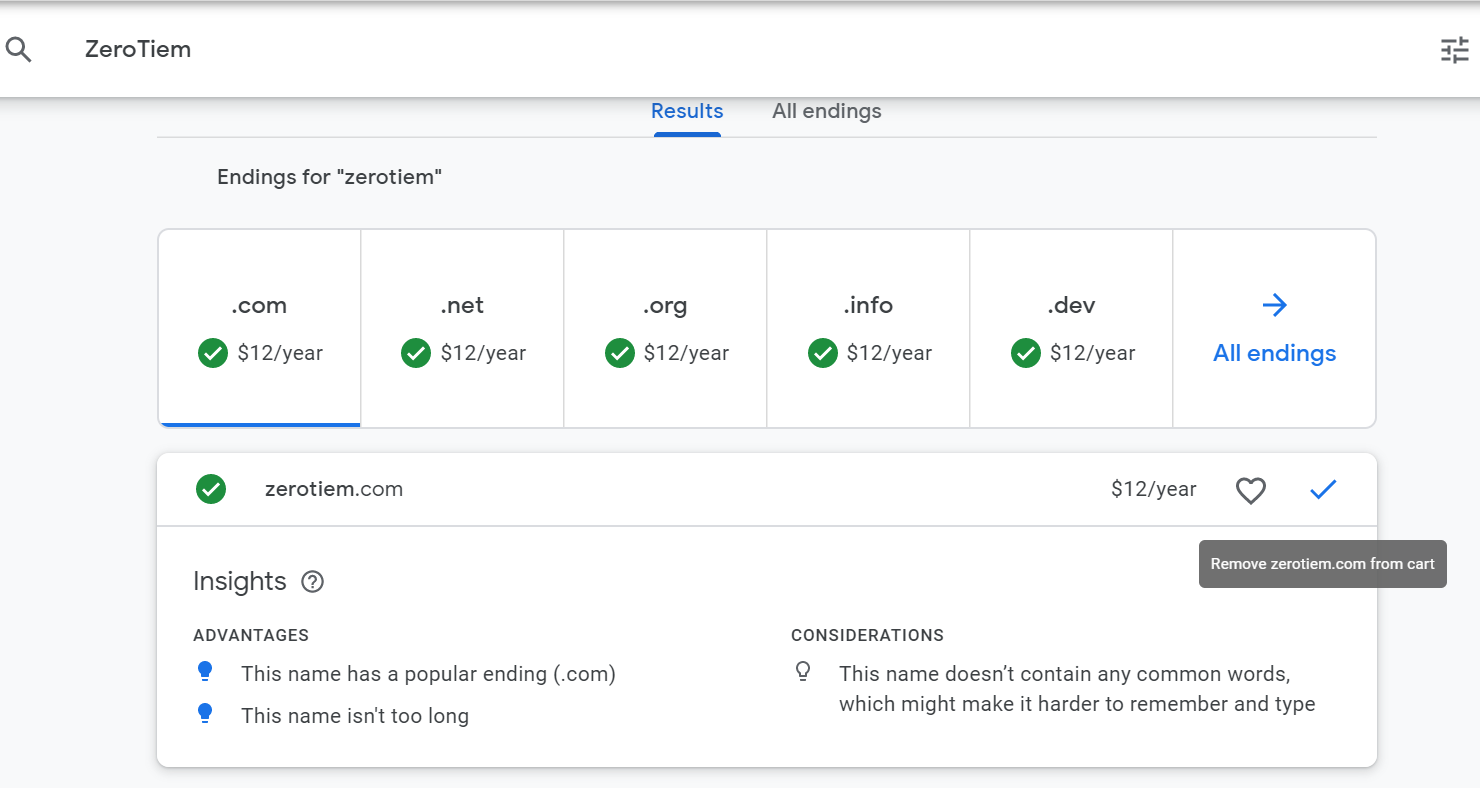 ZeroTiem
Results All endings
Endings for "zerotiem"
.com .net .org .info .dev
$12/year $12/year $12/year $12/year $12/year All endings
zerotiem.com $12/year
Remove zerotiem.com from cart
Insights ?
ADVANTAGES
This name has a popular ending (.com)
This name isn't too long
CONSIDERATIONS
This name doesn’t contain any common words,
which might make it harder to remember and type